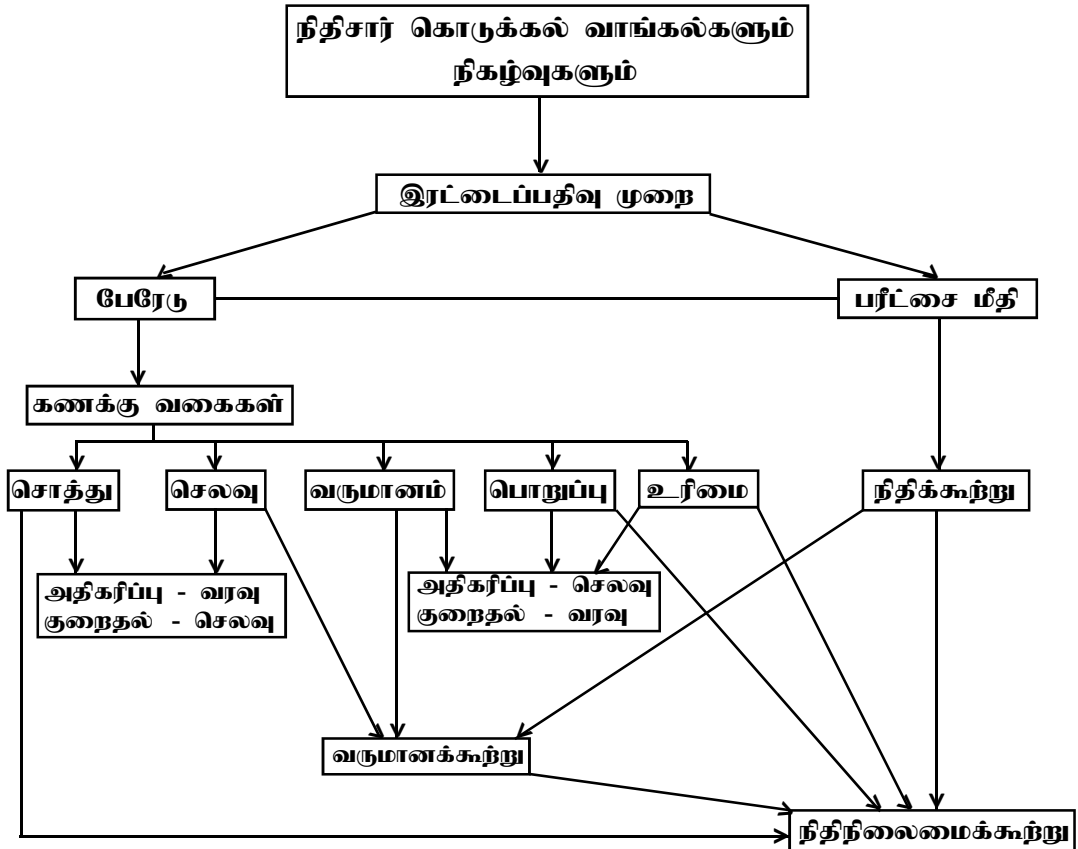 நிதிசார் கொடுக்கல் வாங்கல்களும்
நிகழ்வுகளும்
இரட்டைப்பதிவு முறை
பேரேடு
பரீட்சை மீதி
கணக்கு வகைகள்
சொத்து
செலவு
வருமானம்
பொறுப்பு
உரிமை
நிதிக்கூற்று
அதிகரிப்பு - வரவு
குறைதல் - செலவு
அதிகரிப்பு - செலவு
குறைதல் - வரவு
வருமானக்கூற்று
நிதிநிலைமைக்கூற்று